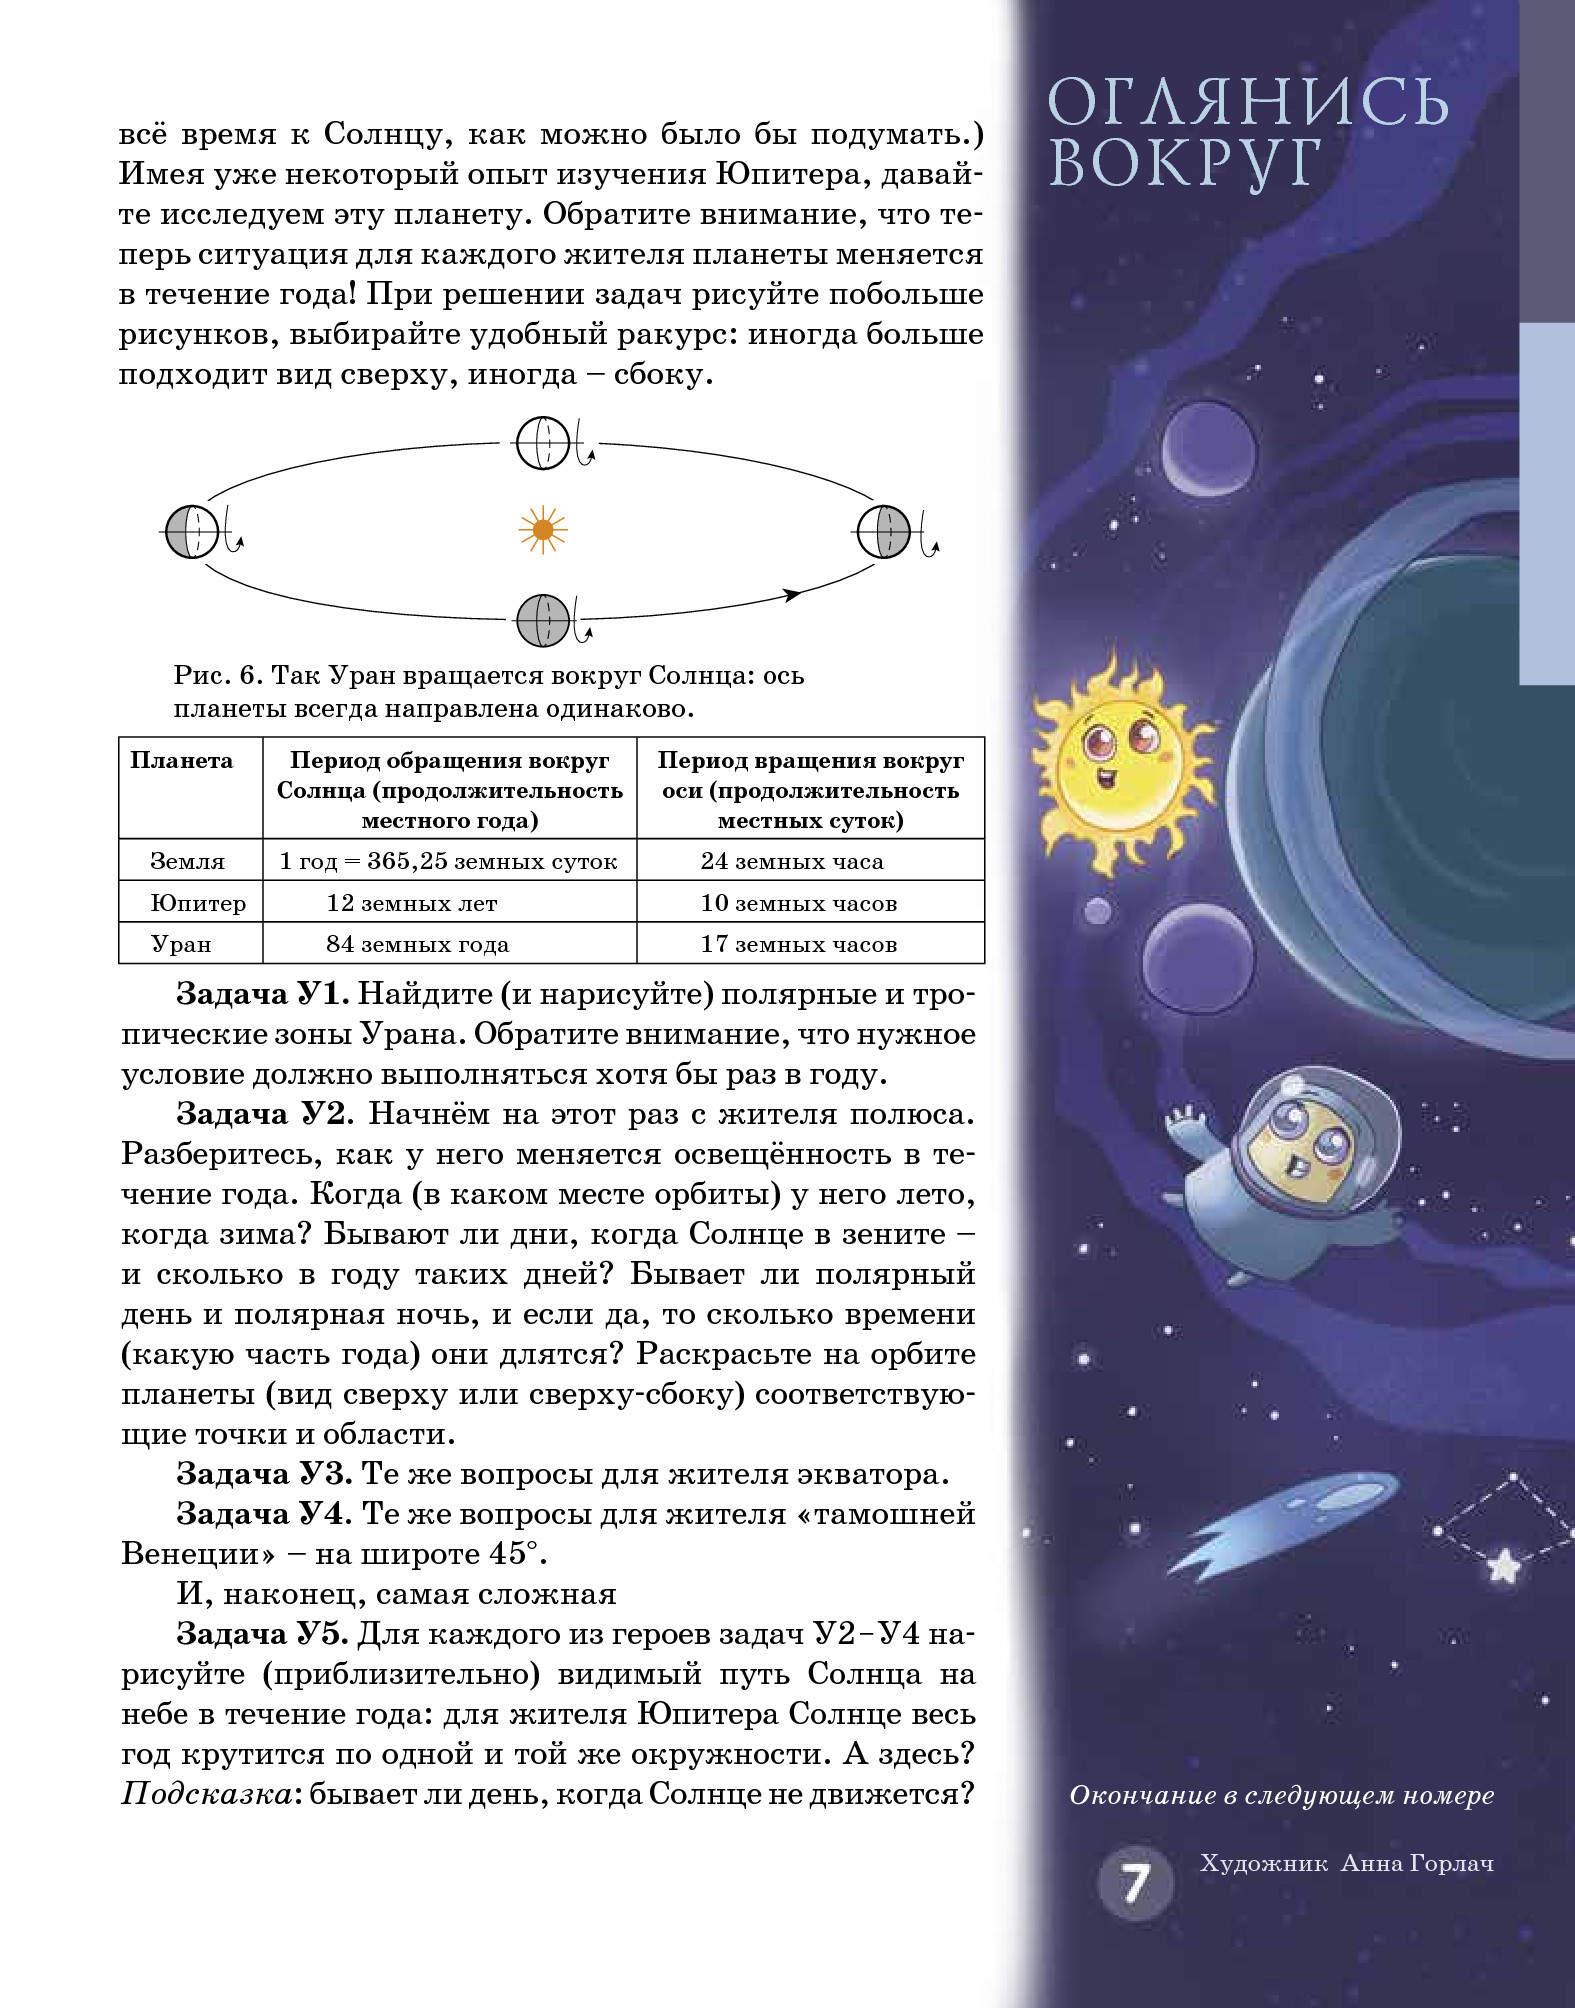 ОГЛЯНИСЬ
ВОКРУГ
всё время к Солнцу, как можно было бы подумать.)
Имея уже некоторый опыт изучения Юпитера, давай-
те исследуем эту планету. Обратите внимание, что те-
перь ситуация для каждого жителя планеты меняется
в течение года! При решении задач рисуйте побольше
рисунков, выбирайте удобный ракурс: иногда больше
подходит вид сверху, иногда – сбоку.
Рис. 6. Так Уран вращается вокруг Солнца: ось
планеты всегда направлена одинаково.
Планета
Период обращения вокруг
Солнца (продолжительность
местного года)
Период вращения вокруг
оси (продолжительность
местных суток)
Земля 1 год = 365,25 земных суток 24 земных часа
Юпитер 12 земных лет 10 земных часов
Уран 84 земных года 17 земных часов
Задача У1. Найдите (и нарисуйте) полярные и тро-
пические зоны Урана. Обратите внимание, что нужное
условие должно выполняться хотя бы раз в году.
Задача У2. Начнём на этот раз с жителя полюса.
Разберитесь, как у него меняется освещённость в те-
чение года. Когда (в каком месте орбиты) у него лето,
когда зима? Бывают ли дни, когда Солнце в зените –
и сколько в году таких дней? Бывает ли полярный
день и полярная ночь, и если да, то сколько времени
(какую часть года) они длятся? Раскрасьте на орбите
планеты (вид сверху или сверху-сбоку) соответствую-
щие точки и области.
Задача У3. Те же вопросы для жителя экватора.
Задача У4. Те же вопросы для жителя «тамошней
Венеции» – на широте 45°.
И, наконец, самая сложная
Задача У5. Для каждого из героев задач У2–У4 на-
рисуйте (приблизительно) видимый путь Солнца на
небе в течение года: для жителя Юпитера Солнце весь
год крутится по одной и той же окружности. А здесь?
Подсказка: бывает ли день, когда Солнце не движется?
Окончание в следующем номере
Художник Анна Горлач
7